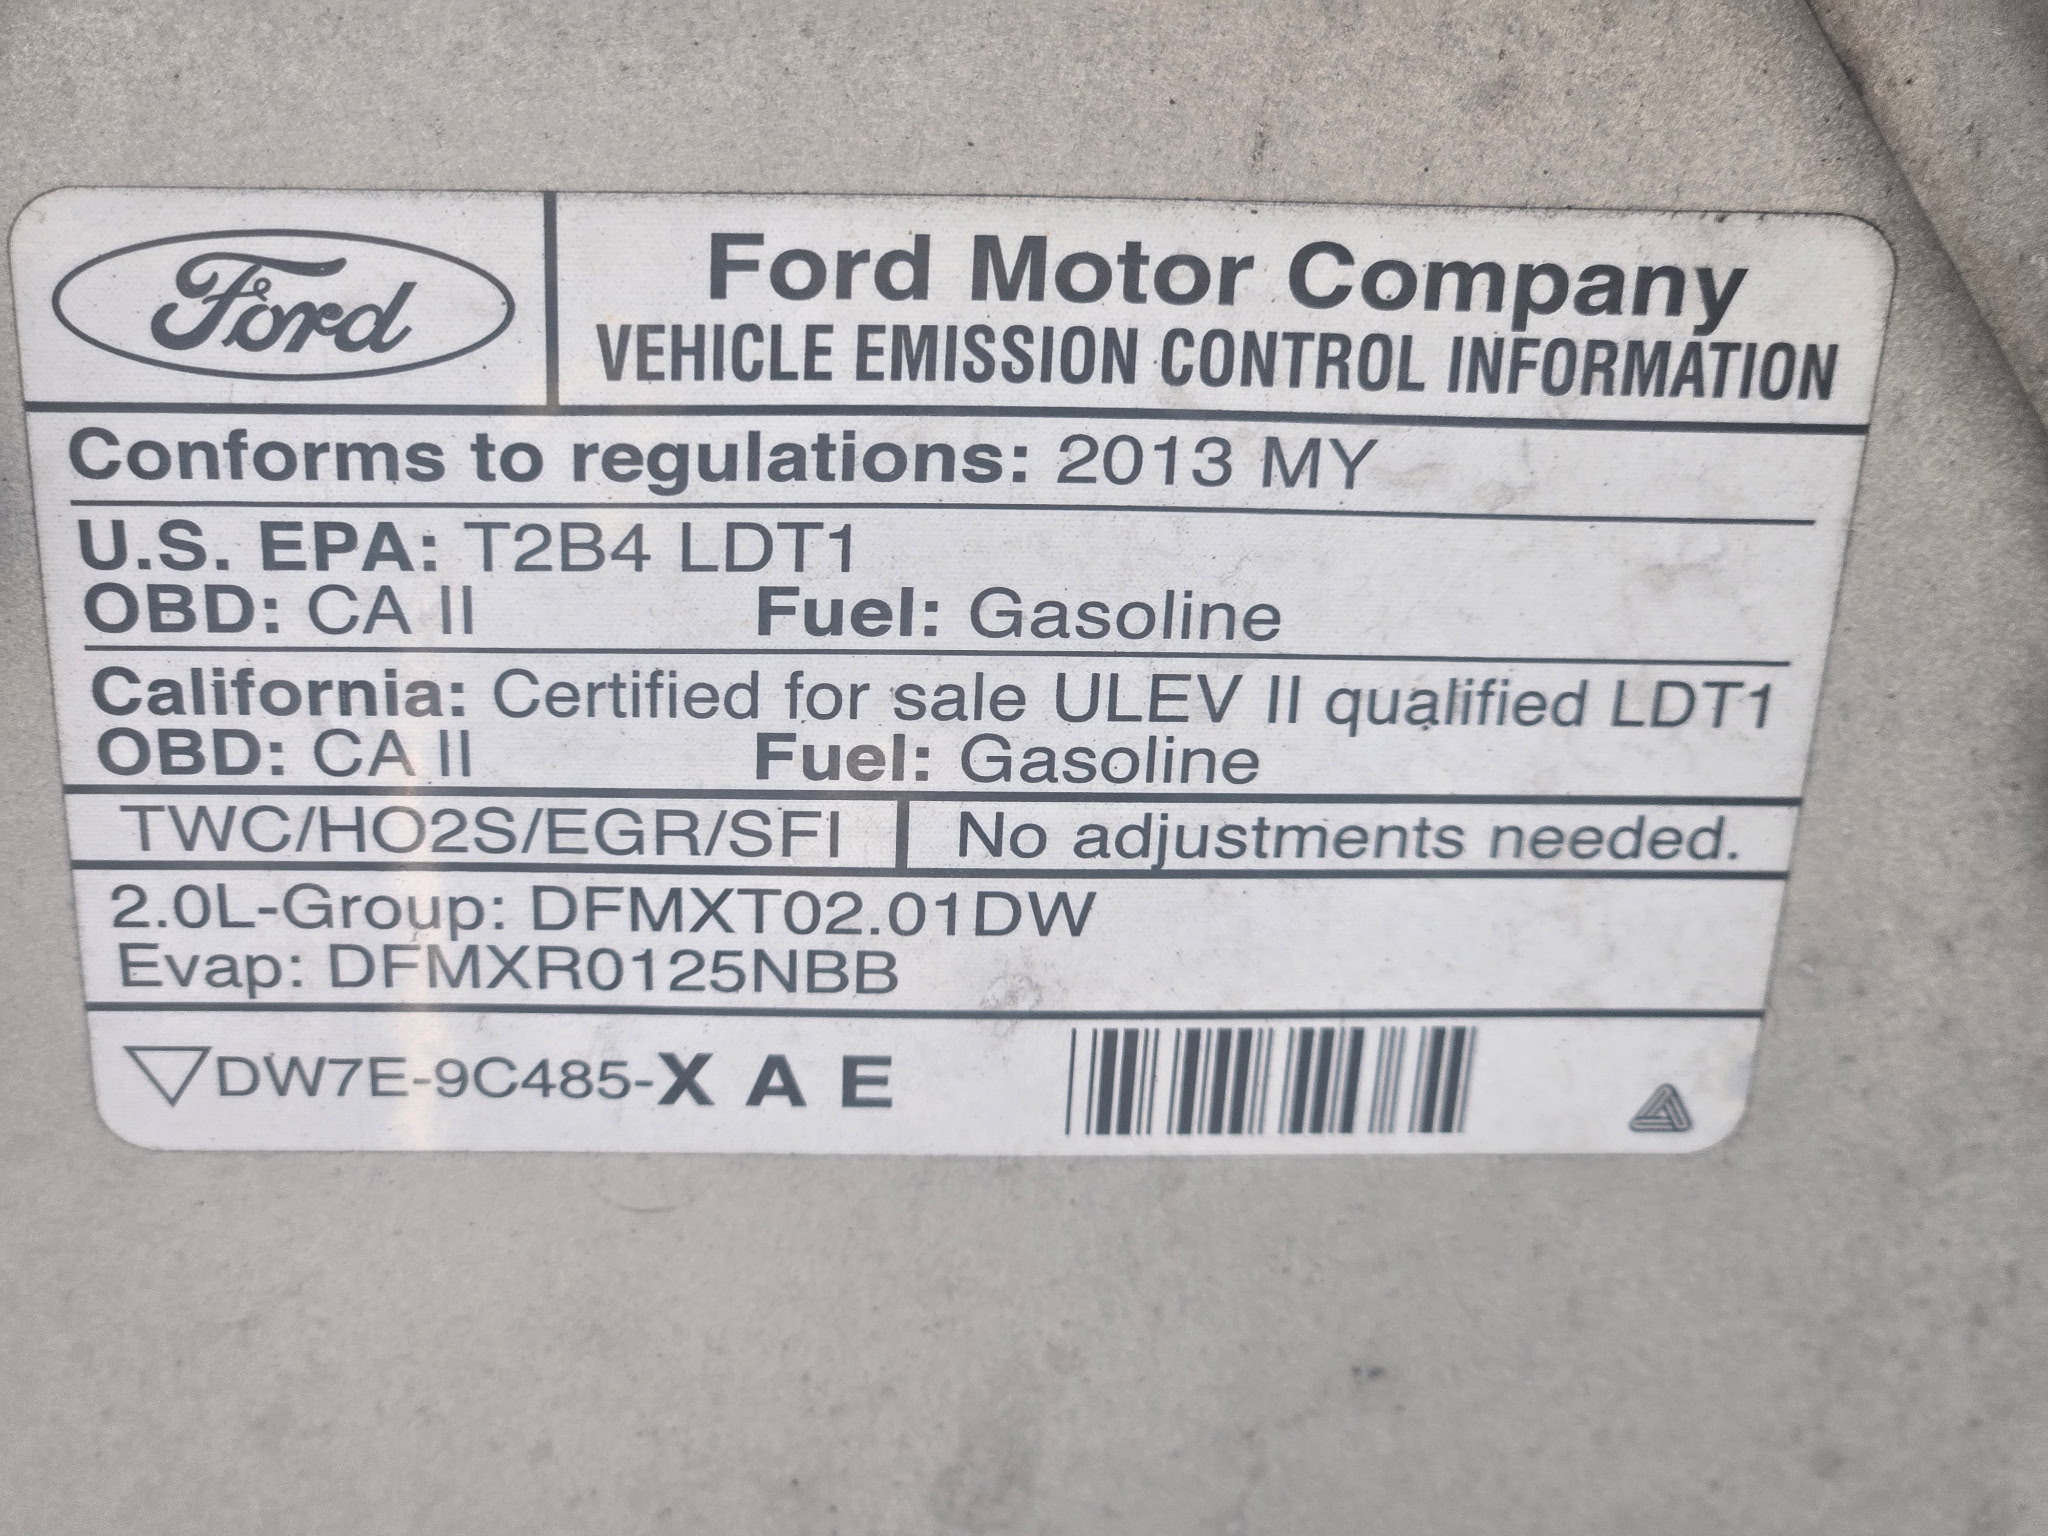 Ford
Ford Motor Company
VEHICLE EMISSION CONTROL INFORMATION
Conforms to regulations: 2013 MY
U.S. EPA: T2B4 LDT1
OBD: CA II Fuel: Gasoline
California: Certified for sale ULEV II qualified LDT1
OBD: CA II Fuel: Gasoline
TWC/HO2S/EGR/SFI No adjustments needed.
2.0L-Group: DFMXT02.01DW
Evap: DFMXR0125NBB
▽DW7E-9C485-X A E